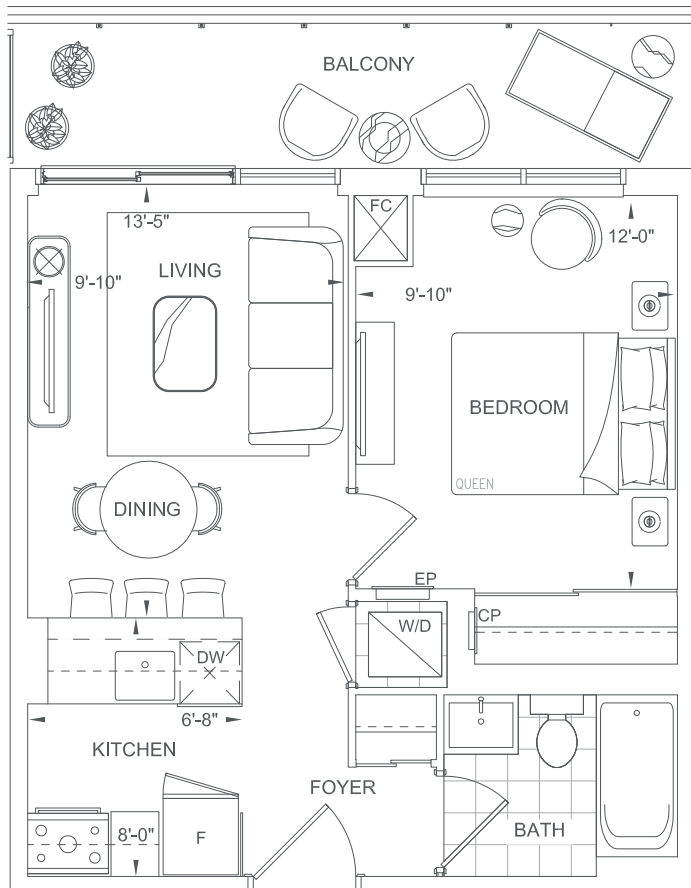 BALCONY
FC
13'-5"
12'-0"
LIVING
9'-10"
9'-10"
BEDROOM
QUEEN
DINING
EP
CP
W/D
DW
6'-8"
KITCHEN
FOYER
8'-0"
F
BATH